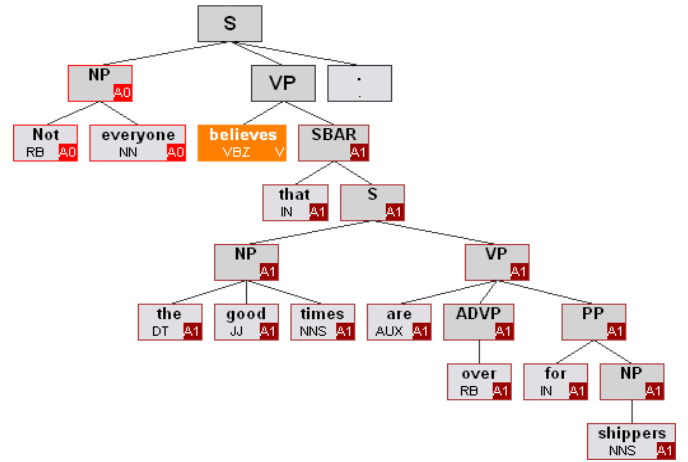 S
NP A0
VP
.
.
Not RB A0
everyone NN A0
believes VBZ V
SBAR A1
that IN A1
S A1
NP A1
VP A1
the DT A1
good JJ A1
times NNS A1
are AUX A1
ADVP A1
PP A1
over RB A1
for IN A1
NP A1
shippers NNS A1